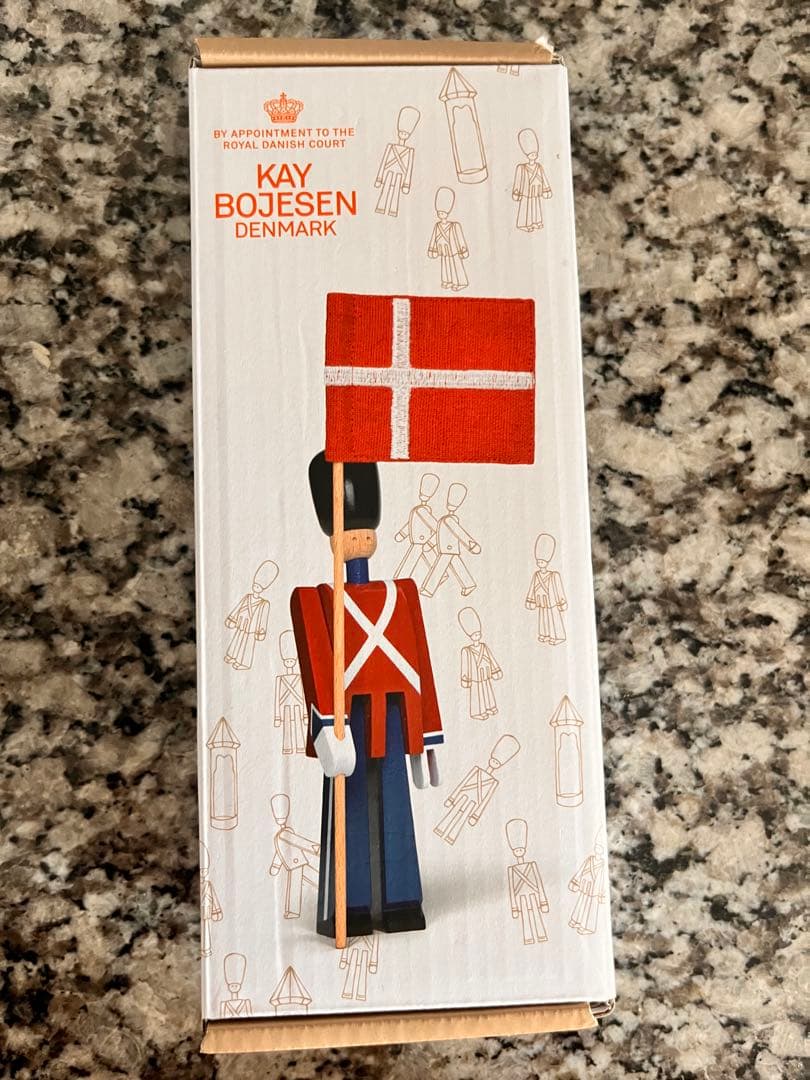 BY APPOINTMENT TO THE
ROYAL DANISH COURT
KAY
BOJESEN
DENMARK